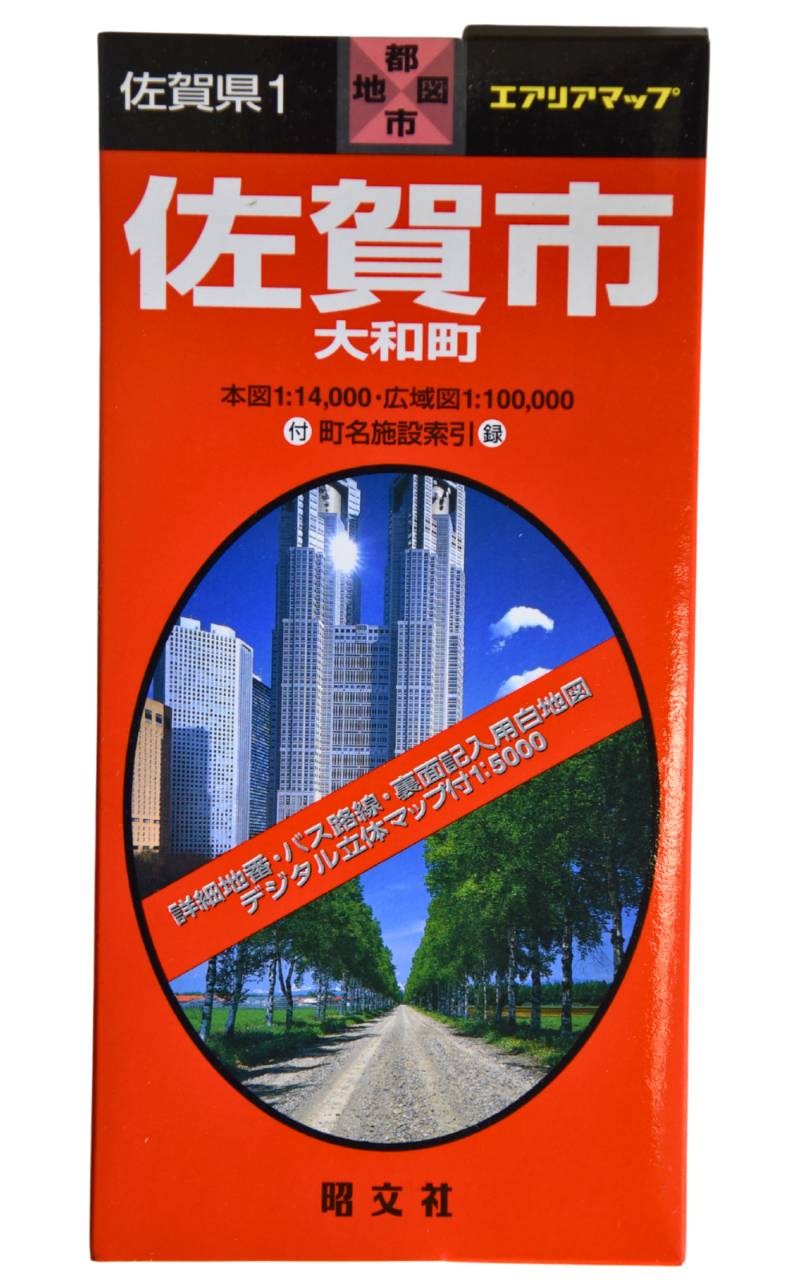 佐賀県1
都市地図
エアリアマップ
佐賀市
大和町
本図1:14,000・広域図1:100,000
付 町名施設索引 録
詳細地番・バス路線・裏面記入用白地図
デジタル立体マップ付1:5000
昭文社